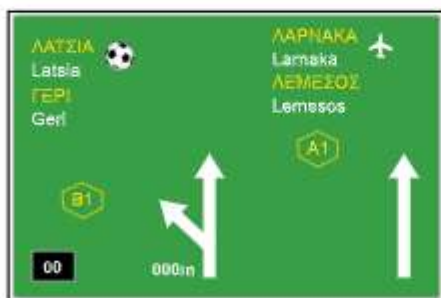 ΛΑΤΣΙΑ
Latsia
ΓΕΡΙ
Geri
B1
00
000m
ΛΑΡΝΑΚΑ
Larnaka
ΛΕΜΕΣΟΣ
Lemesos
A1